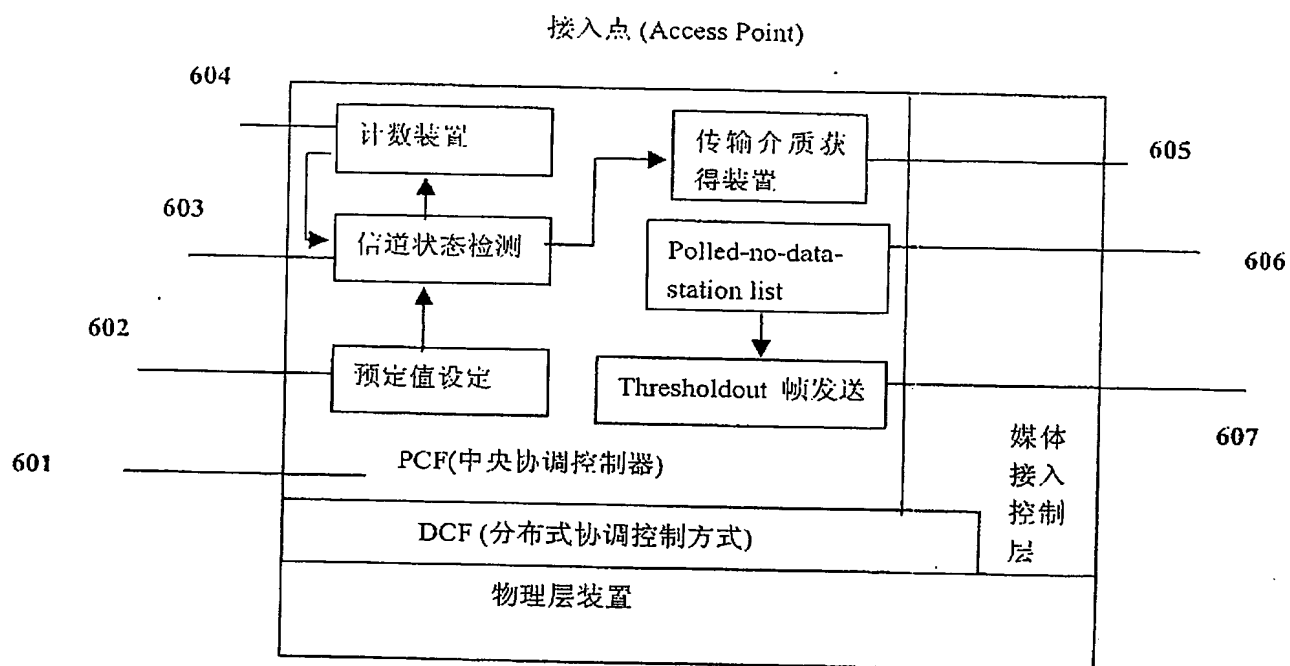 接入点 (Access Point)
604
计数装置
传输介质获
得装置
605
603
信道状态检测
Polled-no-data-
station list
606
602
预定值设定
Thresholdout 帧发送
607
601
PCF(中央协调控制器)
媒体
接入
控制
层
DCF (分布式协调控制方式)
物理层装置